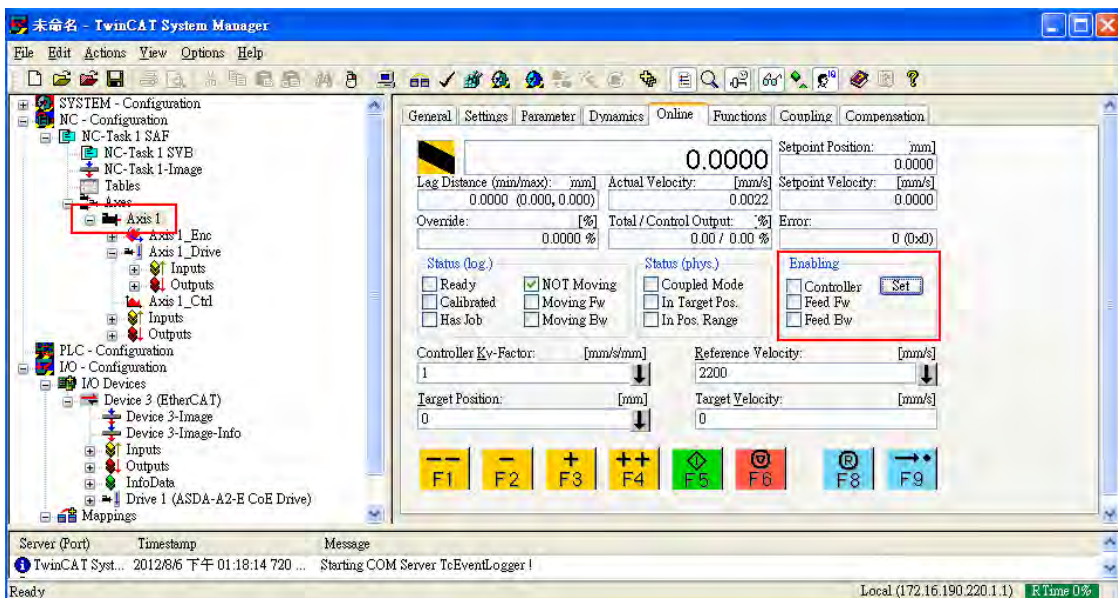 未命名 - TwinCAT System Manager
File Edit Actions View Options Help
SYSTEM - Configuration
NC - Configuration
NC-Task 1 SAF
NC-Task 1 SVB
NC-Task 1-Image
Tables
Axes
Axis 1
Axis 1_Enc
Axis 1_Drive
Inputs
Outputs
Axis 1_Ctrl
Inputs
Outputs
PLC - Configuration
I/O - Configuration
I/O Devices
Device 3 (EtherCAT)
Device 3-Image
Device 3-Image-Info
Inputs
Outputs
InfoData
Drive 1 (ASDA-A2-E CoE Drive)
Mappings
General Settings Parameter Dynamics Online Functions Coupling Compensation
0.0000 Setpoint Position: mm]
0.0000
Lag Distance (min/max): mm] Actual Velocity: [mm/s] Setpoint Velocity: [mm/s]
0.0000 (0.000, 0.000) 0.0022 0.0000
Override: [%] Total / Control Output: %] Error:
0.0000 % 0.00 / 0.00 % 0 (0x0)
Status (log.) Status (phys.) Enabling
Ready NOT Moving Coupled Mode Controller Set
Calibrated Moving Fw In Target Pos. Feed Fw
Has Job Moving Bw In Pos. Range Feed Bw
Controller Kv-Factor: [mm/s/mm] Reference Velocity: [mm/s]
1 2200
Target Position: [mm] Target Velocity: [mm/s]
0 0
-- - + ++ R
F1 F2 F3 F4 F5 F6 F8 F9
Server (Port) Timestamp Message
TwinCAT Syst... 2012/8/6 下午 01:18:14 720 ... Starting COM Server TcEventLogger !
Ready Local (172.16.190.220.1.1) RTime 0%